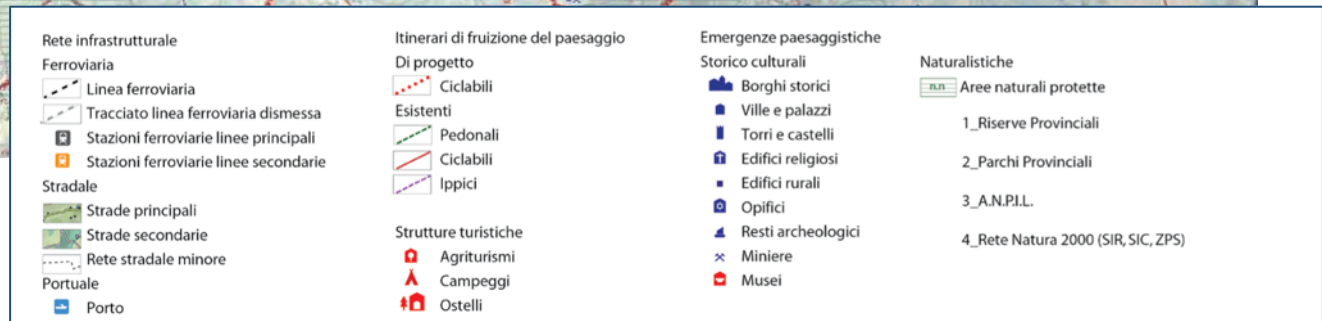 Rete infrastrutturale
Ferroviaria
Linea ferroviaria
Tracciato linea ferroviaria dismessa
Stazioni ferroviarie linee principali
Stazioni ferroviarie linee secondarie
Stradale
Strade principali
Strade secondarie
Rete stradale minore
Portuale
Porto
Itinerari di fruizione del paesaggio
Di progetto
Ciclabili
Esistenti
Pedonali
Ciclabili
Ippici
Strutture turistiche
Agriturismi
Campeggi
Ostelli
Emergenze paesaggistiche
Storico culturali
Borghi storici
Ville e palazzi
Torri e castelli
Edifici religiosi
Edifici rurali
Opifici
Resti archeologici
Miniere
Musei
Naturalistiche
n.n Aree naturali protette
1_Riserve Provinciali
2_Parchi Provinciali
3_A.N.P.I.L.
4_Rete Natura 2000 (SIR, SIC, ZPS)